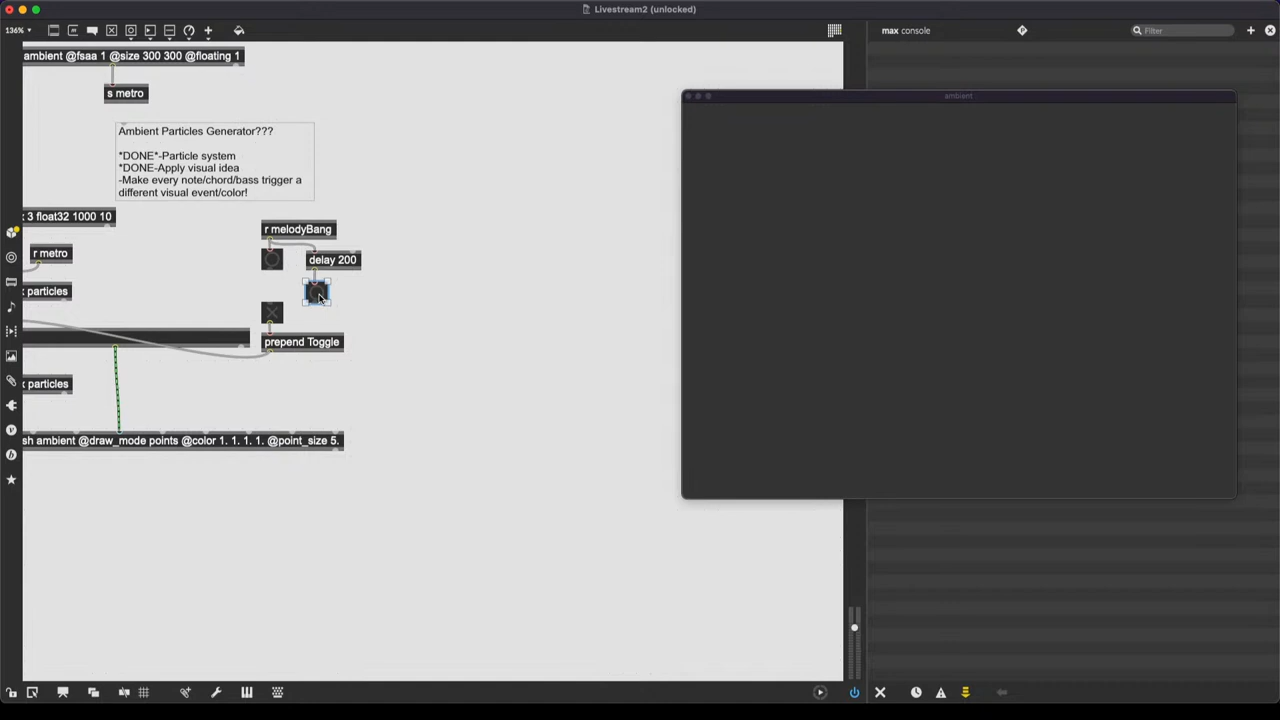 Livestream2 (unlocked)
136%
max console
Filter
ambient @fsaa 1 @size 300 300 @floating 1
s metro
ambient
Ambient Particles Generator???
*DONE*-Particle system
*DONE-Apply visual idea
-Make every note/chord/bass trigger a
different visual event/color!
x 3 float32 1000 10
r melodyBang
r metro
delay 200
x particles
prepend Toggle
x particles
sh ambient @draw_mode points @color 1. 1. 1. 1. @point_size 5.